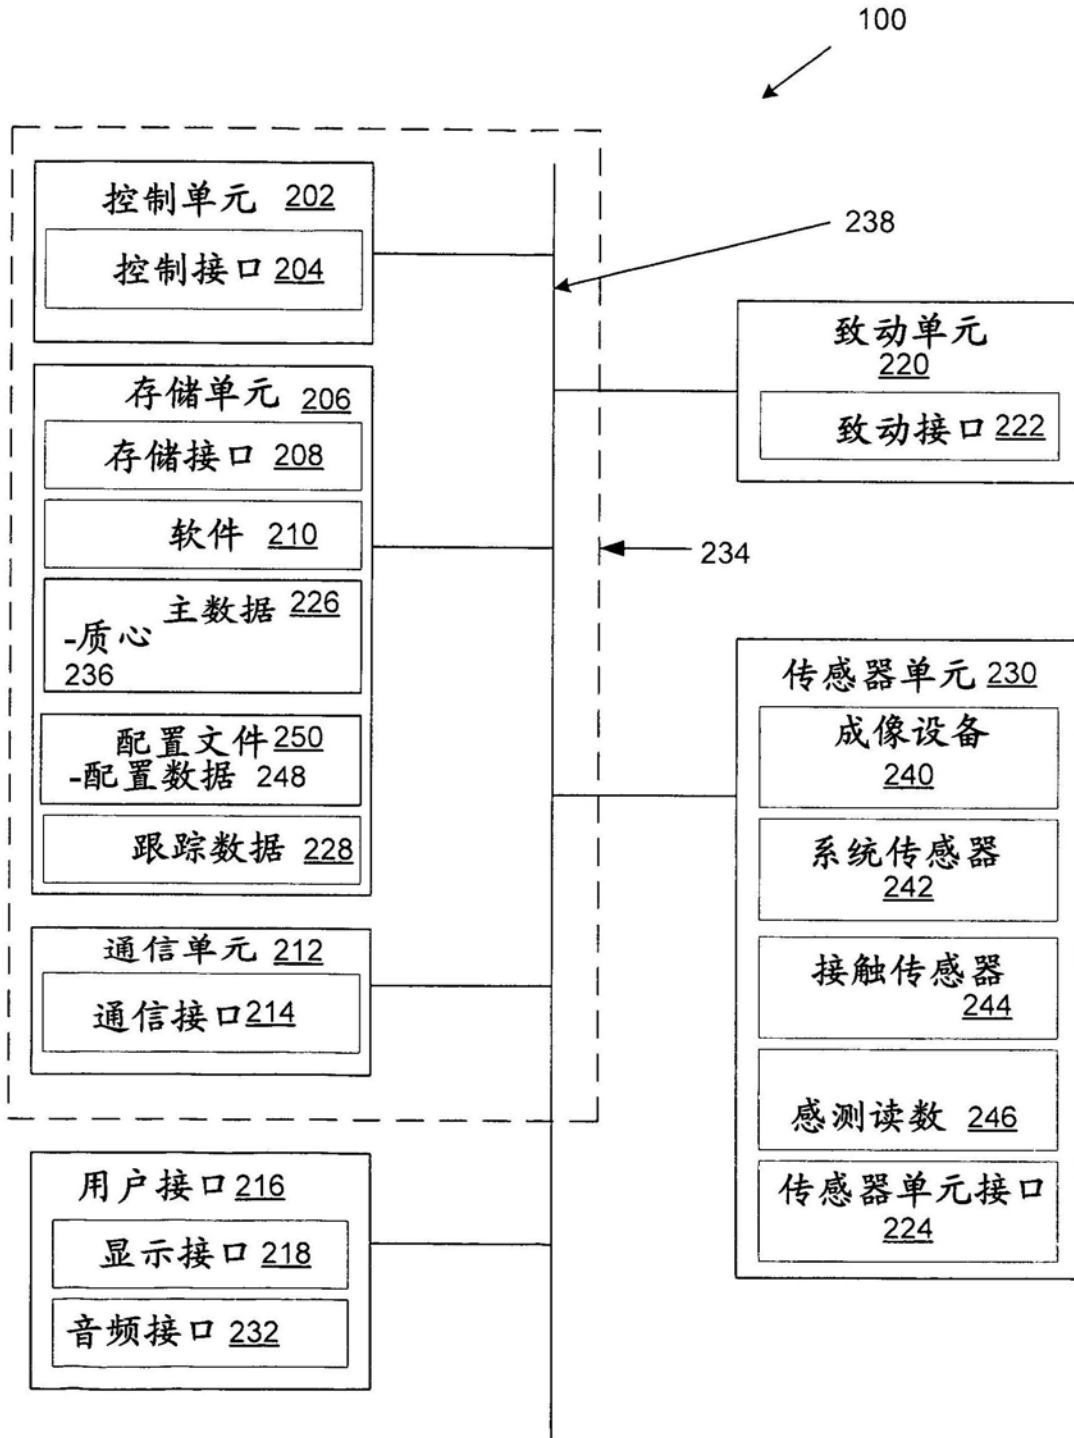 100
控制单元 202
控制接口 204
238
致动单元
220
致动接口 222
存储单元 206
存储接口 208
软件 210
主数据 226
-质心
236
配置文件 250
-配置数据 248
跟踪数据 228
234
传感器单元 230
成像设备
240
系统传感器
242
接触传感器
244
感测读数 246
传感器单元接口
224
通信单元 212
通信接口 214
用户接口 216
显示接口 218
音频接口 232